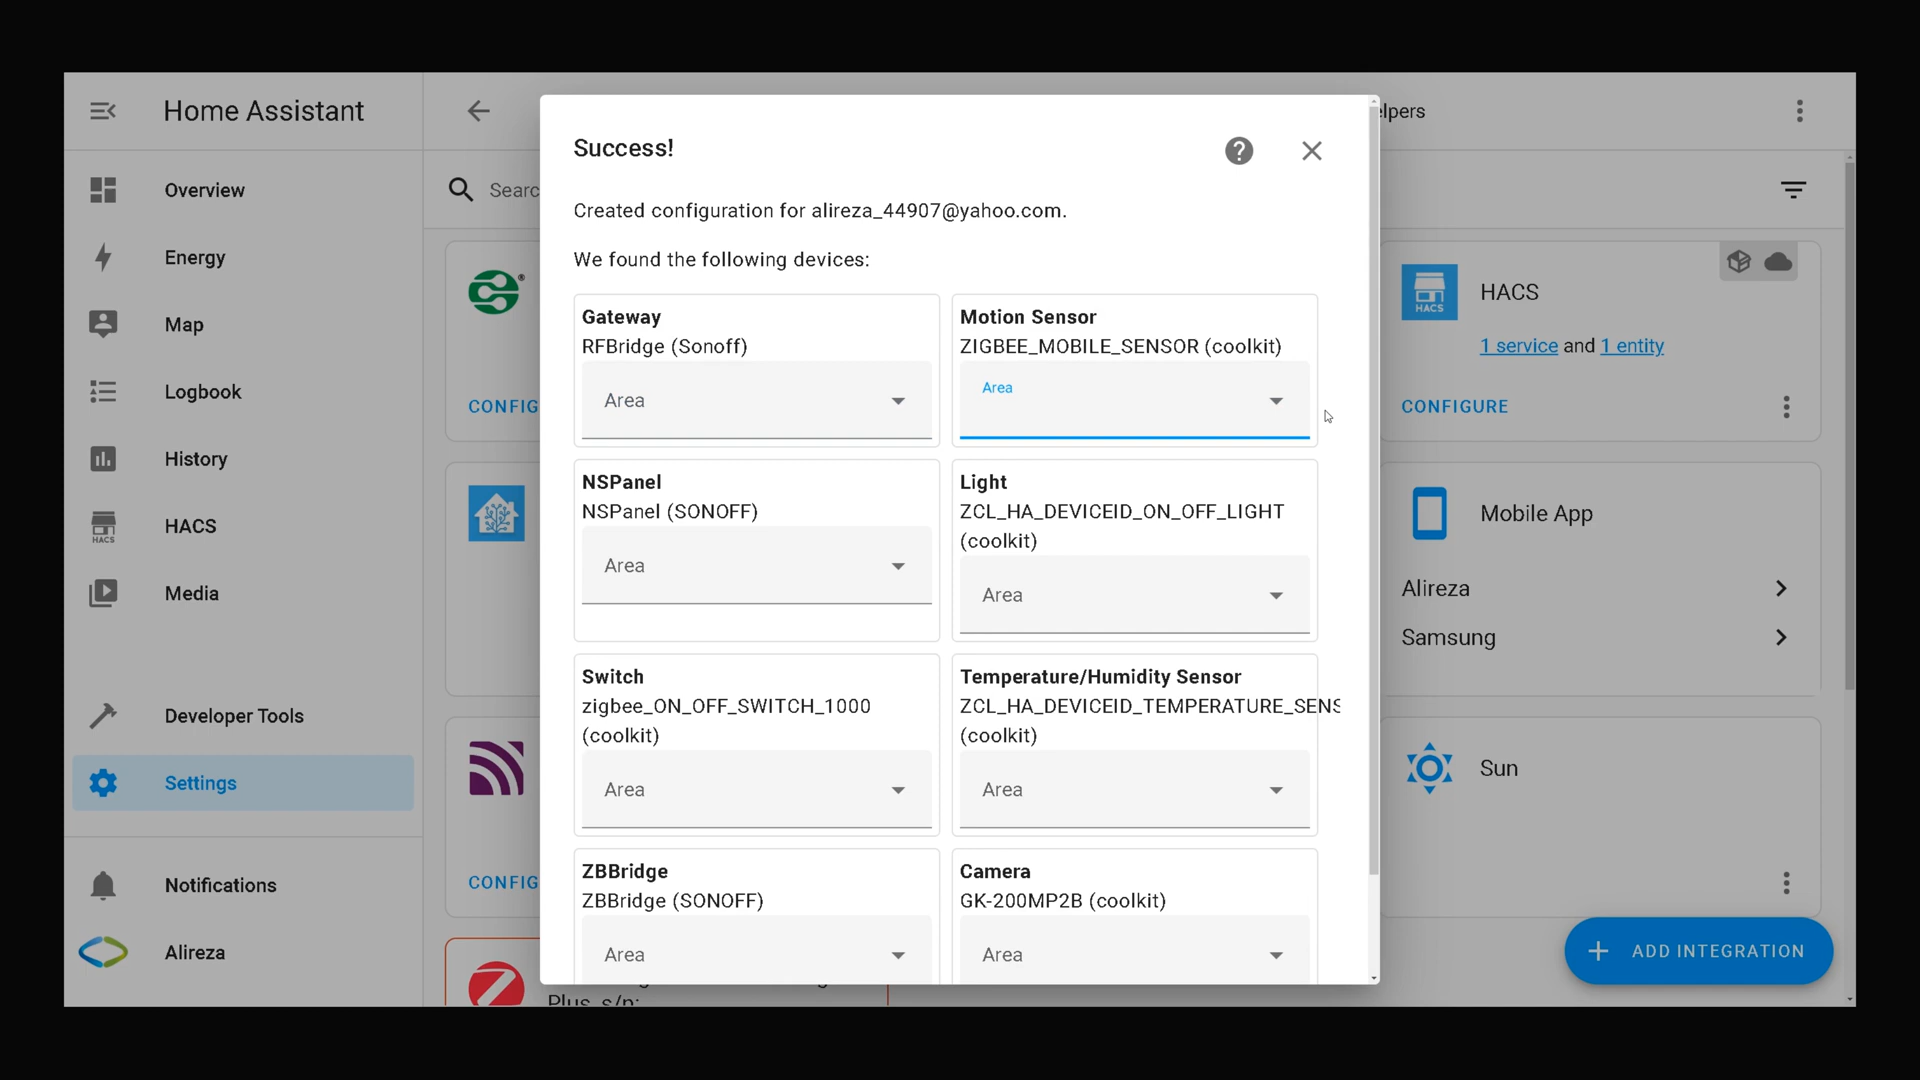 Home Assistant
Overview
Energy
Map
Logbook
History
HACS
HACS
Media
Developer Tools
Settings
Notifications
Alireza
Searc
CONFIG
CONFIG
Plus, s/n:
Success!
Created configuration for alireza_44907@yahoo.com.
We found the following devices:
Gateway
RFBridge (Sonoff)
Area
Motion Sensor
ZIGBEE_MOBILE_SENSOR (coolkit)
Area
NSPanel
NSPanel (SONOFF)
Area
Light
ZCL_HA_DEVICEID_ON_OFF_LIGHT
(coolkit)
Area
Switch
zigbee_ON_OFF_SWITCH_1000
(coolkit)
Area
Temperature/Humidity Sensor
ZCL_HA_DEVICEID_TEMPERATURE_SENS
(coolkit)
Area
ZBBridge
ZBBridge (SONOFF)
Area
Camera
GK-200MP2B (coolkit)
Area
elpers
HACS
HACS
1 service and 1 entity
CONFIGURE
Mobile App
Alireza
Samsung
Sun
ADD INTEGRATION